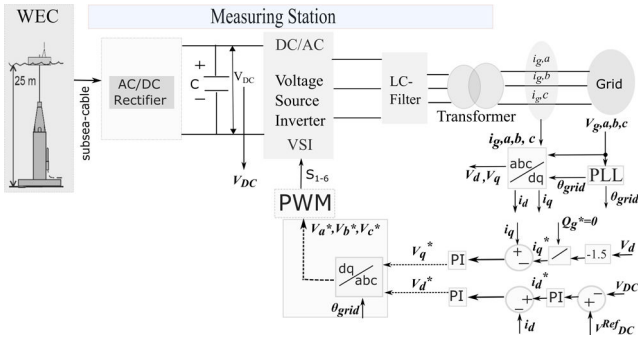 WEC
Measuring Station
25 m
subsea-cable
AC/DC
Rectifier
+
C
−
V_DC
V_DC
DC/AC
Voltage
Source
Inverter
VSI
LC-
Filter
Transformer
i_g,a
i_g,b
i_g,c
Grid
i_g,a,b,c
V_g,a,b,c
abc
dq
PLL
θ_grid
θ_grid
V_d,V_q
i_d
i_q
S_1-6
PWM
V_a*,V_b*,V_c*
Q_g*=0
i_q
V_q*
PI
+
−
i_q*
-1.5
V_d
dq
abc
V_d*
PI
+
−
i_d*
PI
+
−
V_DC
θ_grid
i_d
V^Ref_DC